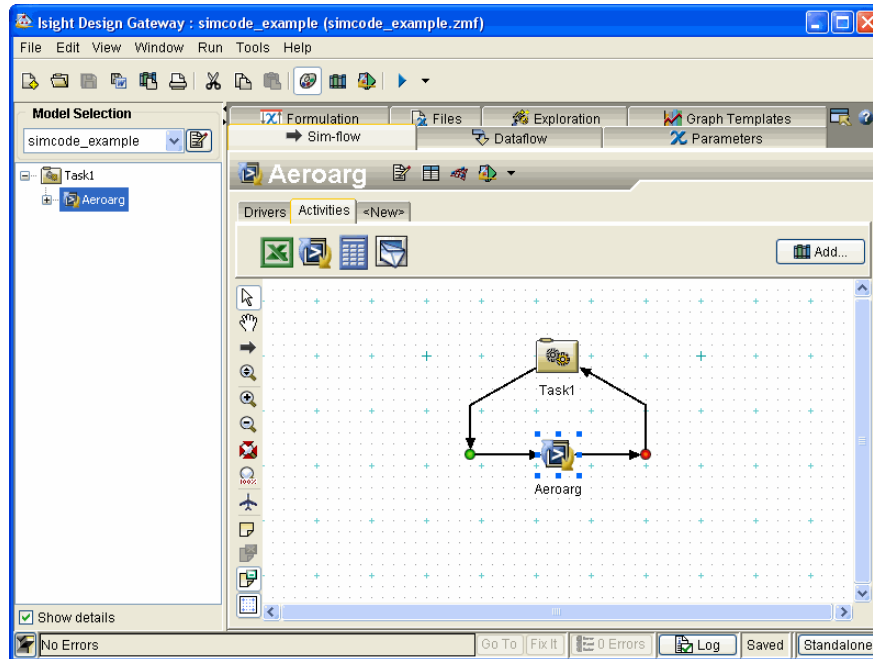 Isight Design Gateway : simcode_example (simcode_example.zmf)
File Edit View Window Run Tools Help
Model Selection
simcode_example
Task1
Aeroarg
Show details
Formulation Files Exploration Graph Templates
Sim-flow Dataflow Parameters
Aeroarg
Drivers Activities <New>
Add...
100%
Task1
Aeroarg
No Errors Go To Fix It 0 Errors Log Saved Standalone